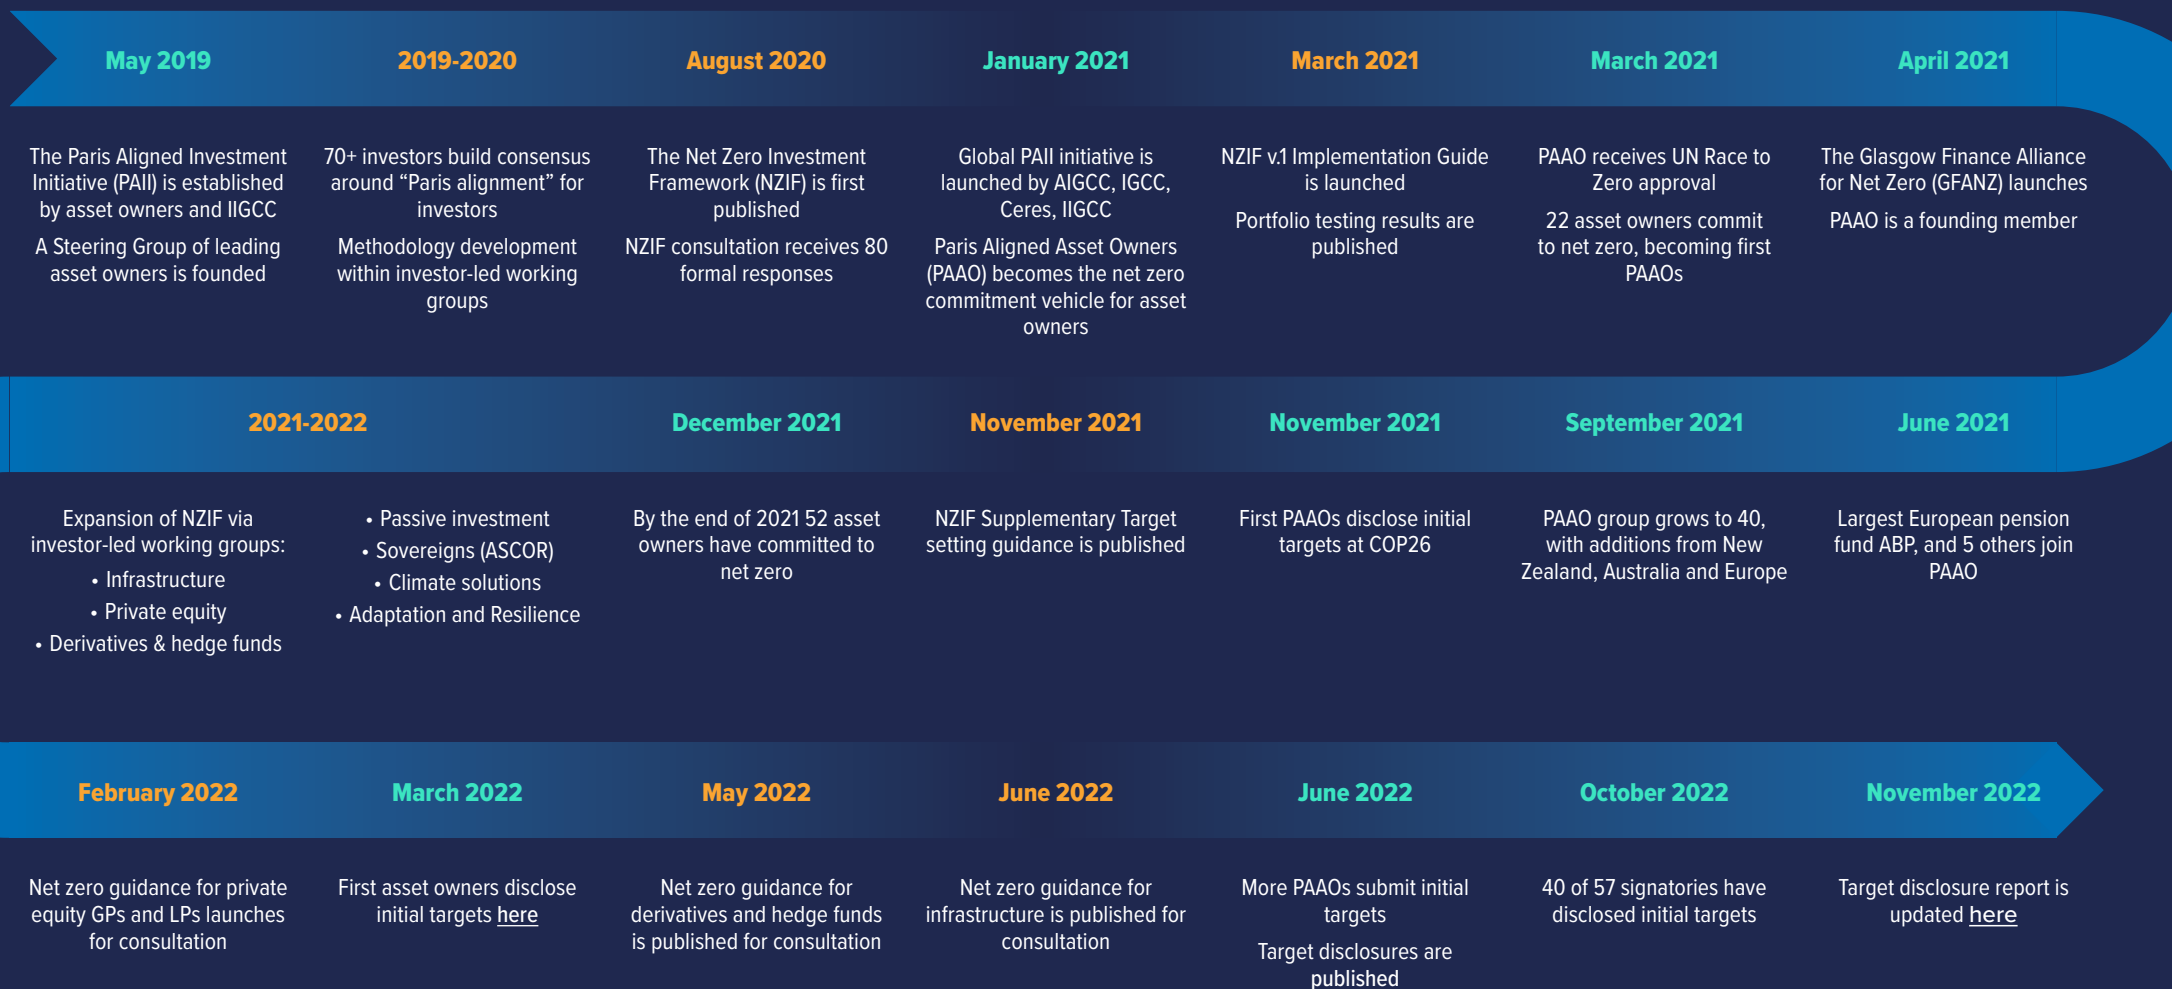 May 2019
2019-2020
August 2020
January 2021
March 2021
March 2021
April 2021
The Paris Aligned Investment
Initiative (PAII) is established
by asset owners and IIGCC
A Steering Group of leading
asset owners is founded
70+ investors build consensus
around “Paris alignment” for
investors
Methodology development
within investor-led working
groups
The Net Zero Investment
Framework (NZIF) is first
published
NZIF consultation receives 80
formal responses
Global PAII initiative is
launched by AIGCC, IGCC,
Ceres, IIGCC
Paris Aligned Asset Owners
(PAAO) becomes the net zero
commitment vehicle for asset
owners
NZIF v.1 Implementation Guide
is launched
Portfolio testing results are
published
PAAO receives UN Race to
Zero approval
22 asset owners commit
to net zero, becoming first
PAAOs
The Glasgow Finance Alliance
for Net Zero (GFANZ) launches
PAAO is a founding member
2021-2022
December 2021
November 2021
November 2021
September 2021
June 2021
Expansion of NZIF via
investor-led working groups:
• Infrastructure
• Private equity
• Derivatives & hedge funds
• Passive investment
• Sovereigns (ASCOR)
• Climate solutions
• Adaptation and Resilience
By the end of 2021 52 asset
owners have committed to
net zero
NZIF Supplementary Target
setting guidance is published
First PAAOs disclose initial
targets at COP26
PAAO group grows to 40,
with additions from New
Zealand, Australia and Europe
Largest European pension
fund ABP, and 5 others join
PAAO
February 2022
March 2022
May 2022
June 2022
June 2022
October 2022
November 2022
Net zero guidance for private
equity GPs and LPs launches
for consultation
First asset owners disclose
initial targets here
Net zero guidance for
derivatives and hedge funds
is published for consultation
Net zero guidance for
infrastructure is published for
consultation
More PAAOs submit initial
targets
Target disclosures are
published
40 of 57 signatories have
disclosed initial targets
Target disclosure report is
updated here